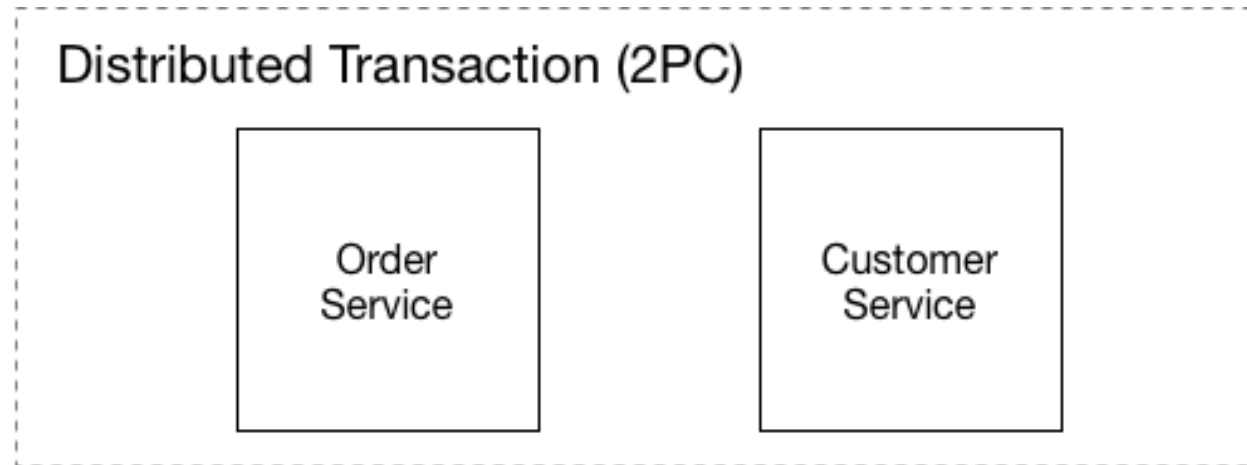 Distributed Transaction (2PC)
Order
Service
Customer
Service